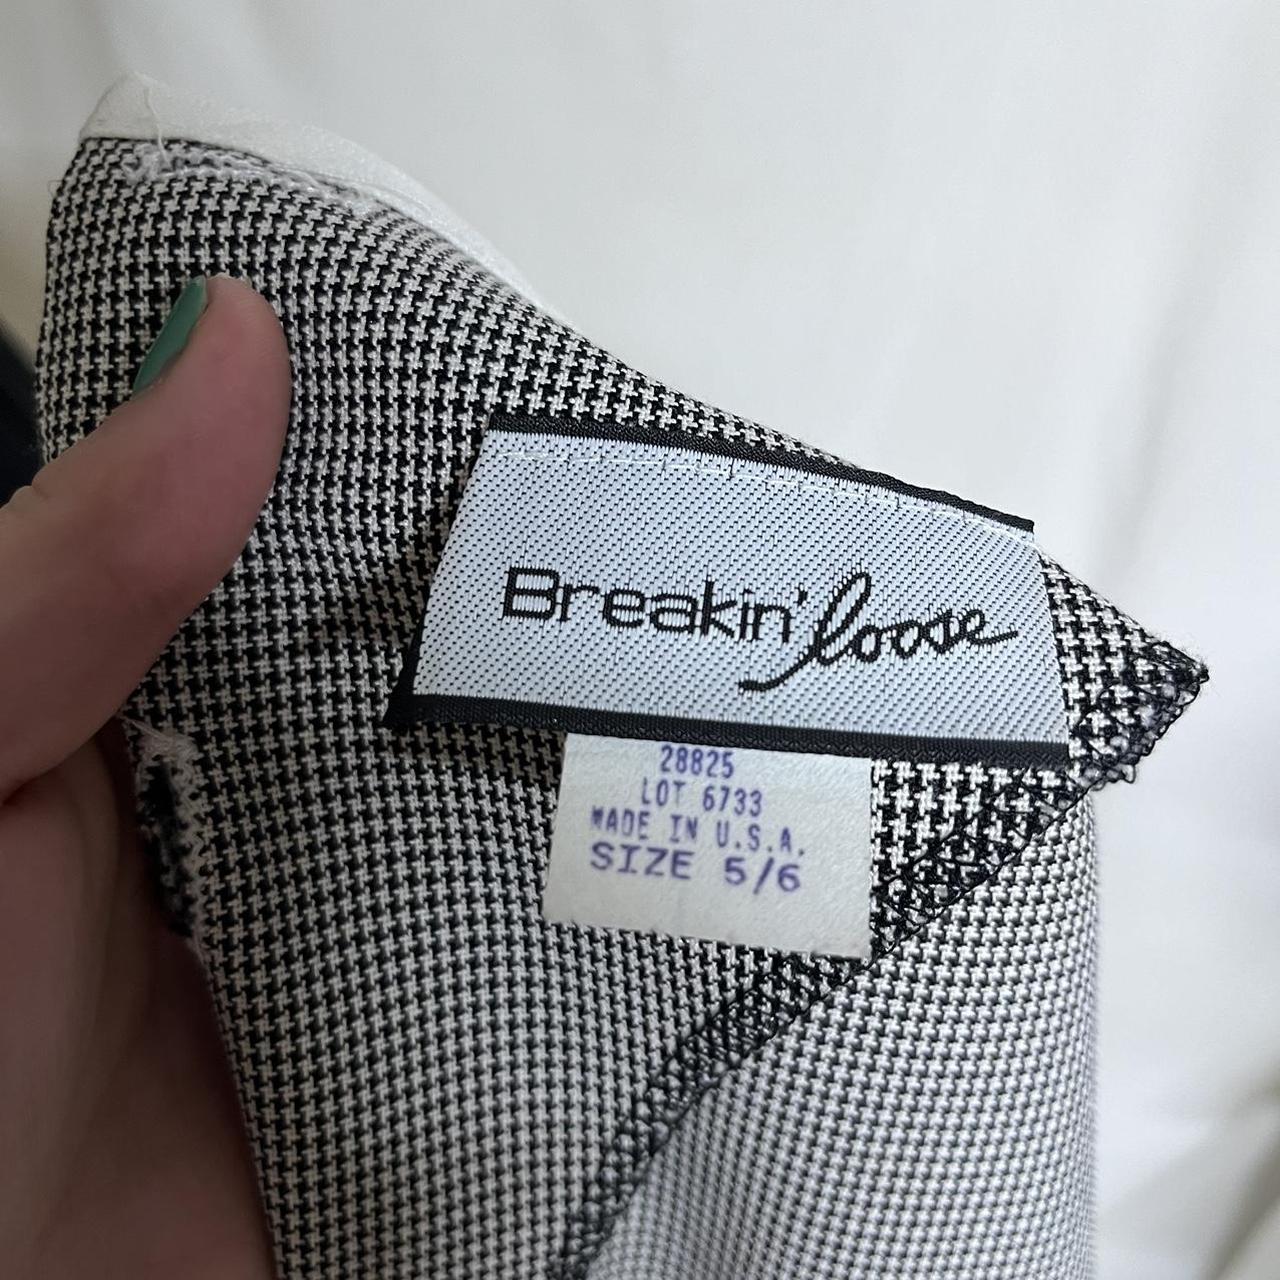 Breakin' loose
28825
LOT 6733
MADE IN U.S.A.
SIZE 5/6